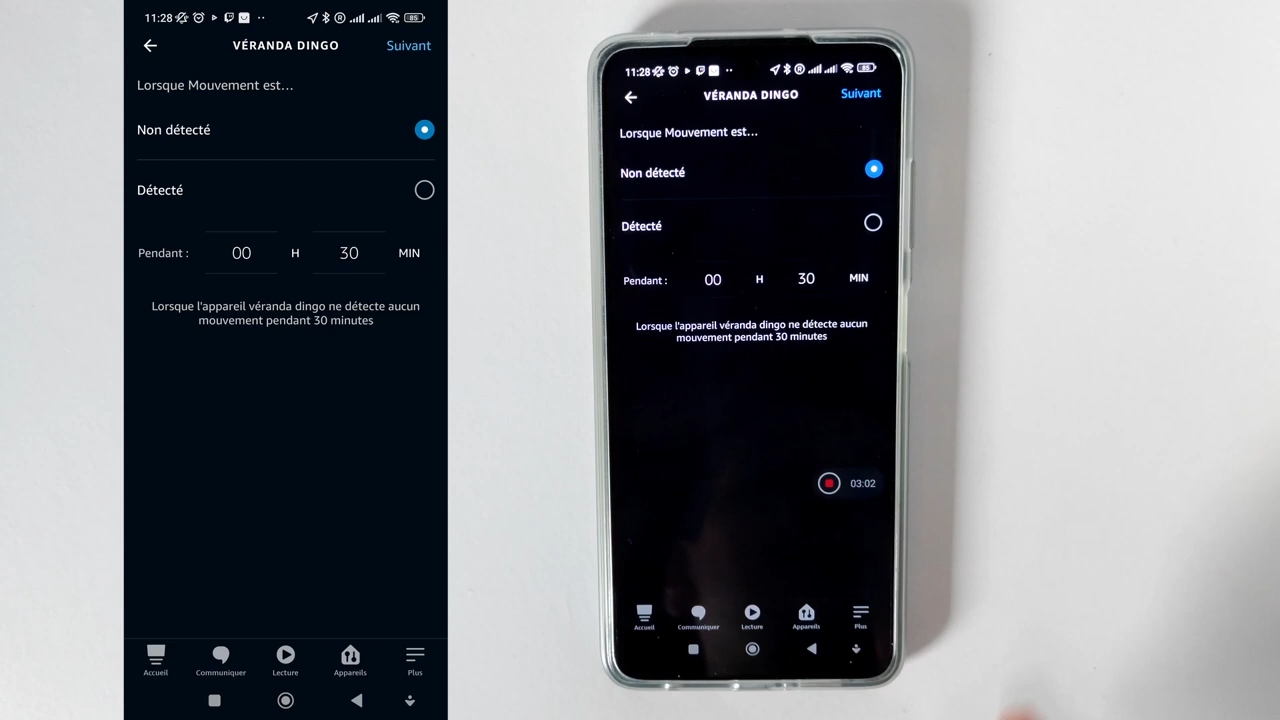 11:28
85
VÉRANDA DINGO
Suivant
Lorsque Mouvement est...
Non détecté
Détecté
Pendant :
00
H
30
MIN
Lorsque l'appareil véranda dingo ne détecte aucun
mouvement pendant 30 minutes
Accueil
Communiquer
Lecture
Appareils
Plus
11:28
85
VÉRANDA DINGO
Suivant
Lorsque Mouvement est...
Non détecté
Détecté
Pendant :
00
H
30
MIN
Lorsque l'appareil véranda dingo ne détecte aucun
mouvement pendant 30 minutes
03:02
Accueil
Communiquer
Lecture
Appareils
Plus